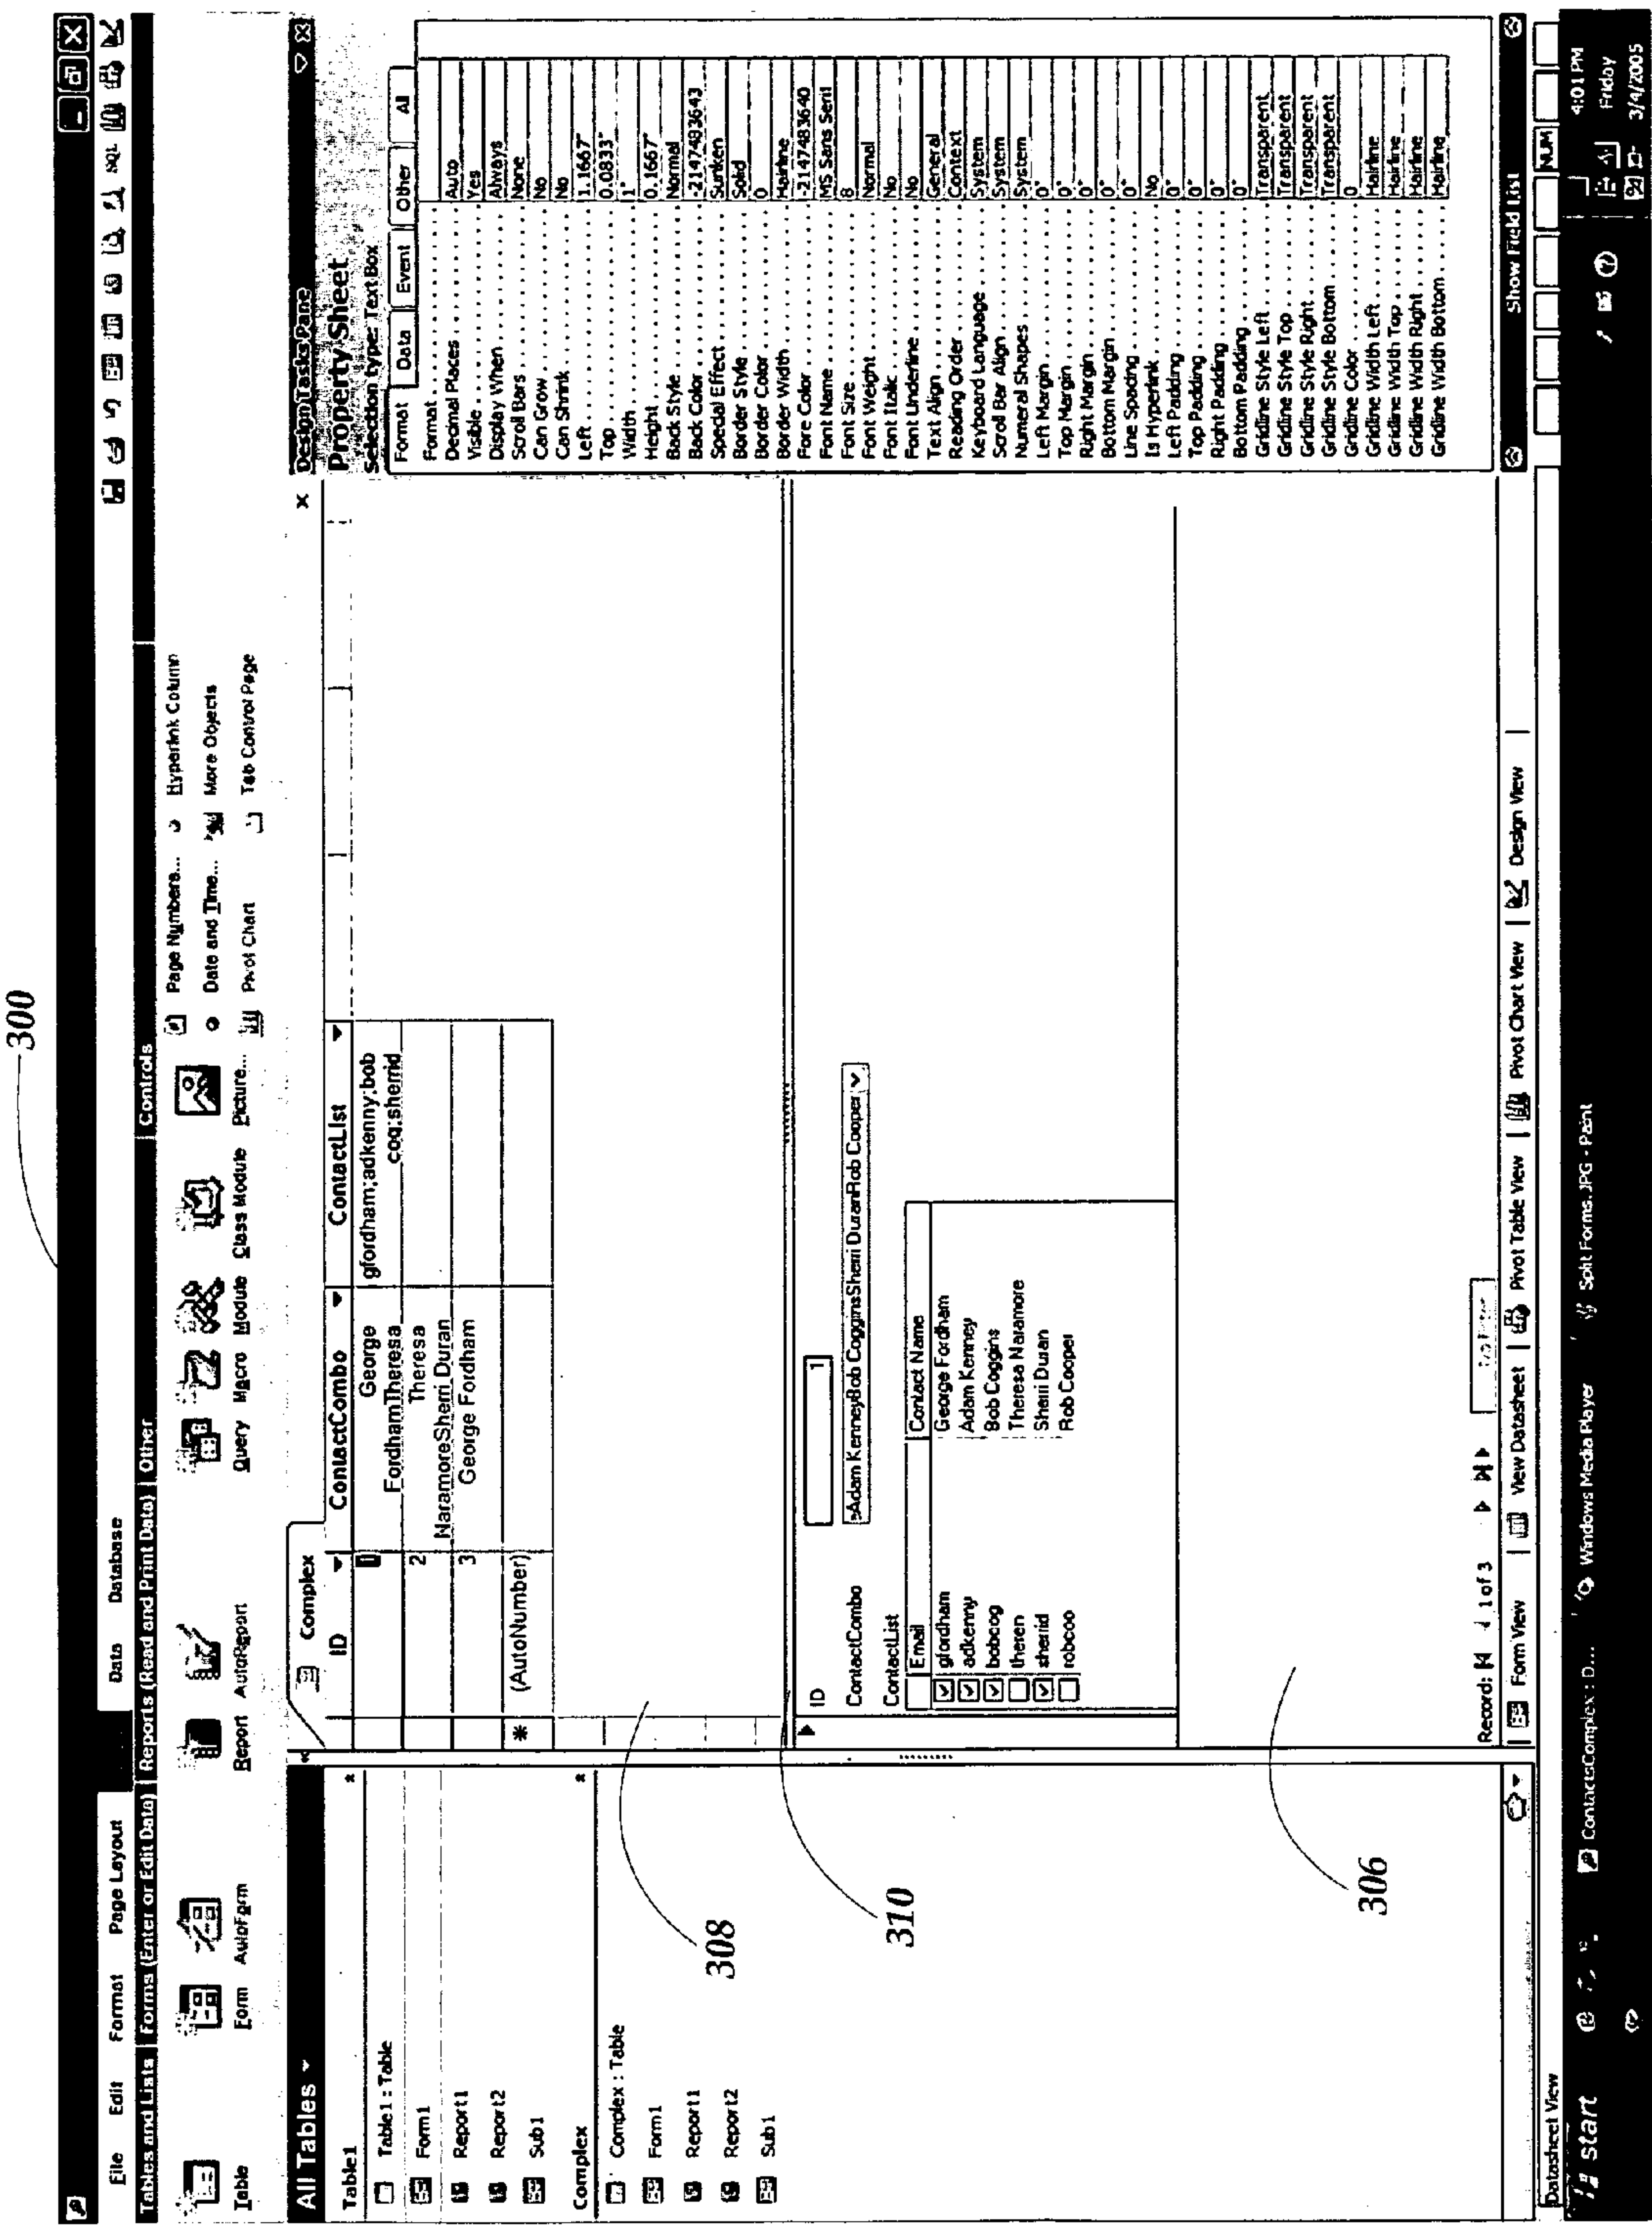 300
File Edit Format Page Layout Data Database
Tables and Lists | Forms (Enter or Edit Data) | Reports (Read and Print Data) | Other | Controls
Table Form AutoForm Report AutoReport Query Macro Module Class Module Picture...
Page Numbers... Hyperlink Column
Date and Time... More Objects
Pivot Chart Tab Control Page
All Tables
Table1
Table1 : Table
Form1
Report1
Report2
Sub1
Complex
Complex : Table
Form1
Report1
Report2
Sub1
308
310
306
Complex
ID ContactCombo ContactList
1 George gfordham;adkenny;bob
FordhamTheresa cog;sherrid
2 Theresa
NaramoreSherri Duran
3 George Fordham
* (AutoNumber)
ID 1
ContactCombo Adam KenneyBob CogginsSherri DuranRob Cooper
ContactList
Email Contact Name
gfordham George Fordham
adkenny Adam Kenney
bobcog Bob Coggins
theren Theresa Naramore
sherrid Sherri Duran
robcoo Rob Cooper
Record: 1 of 3
Form View | View Datasheet | Pivot Table View | Pivot Chart View | Design View
Design Tasks Pane
Property Sheet
Selection type: Text Box
Format Data Event Other All
Format
Decimal Places Auto
Visible Yes
Display When Always
Scroll Bars None
Can Grow No
Can Shrink No
Left 1.1667"
Top 0.0833"
Width 1"
Height 0.1667"
Back Style Normal
Back Color -2147483643
Special Effect Sunken
Border Style Solid
Border Color 0
Border Width Hairline
Fore Color -2147483640
Font Name MS Sans Serif
Font Size 8
Font Weight Normal
Font Italic No
Font Underline No
Text Align General
Reading Order Context
Keyboard Language System
Scroll Bar Align System
Numeral Shapes System
Left Margin 0"
Top Margin 0"
Right Margin 0"
Bottom Margin 0"
Line Spacing 0"
Is Hyperlink No
Left Padding 0"
Top Padding 0"
Right Padding 0"
Bottom Padding 0"
Gridline Style Left Transparent
Gridline Style Top Transparent
Gridline Style Right Transparent
Gridline Style Bottom Transparent
Gridline Color 0
Gridline Width Left Hairline
Gridline Width Top Hairline
Gridline Width Right Hairline
Gridline Width Bottom Hairline
Show Field List
Datasheet View NUM
start ContactsComplex : D... Windows Media Player Split Forms.JPG - Paint
4:01 PM
Friday
3/4/2005